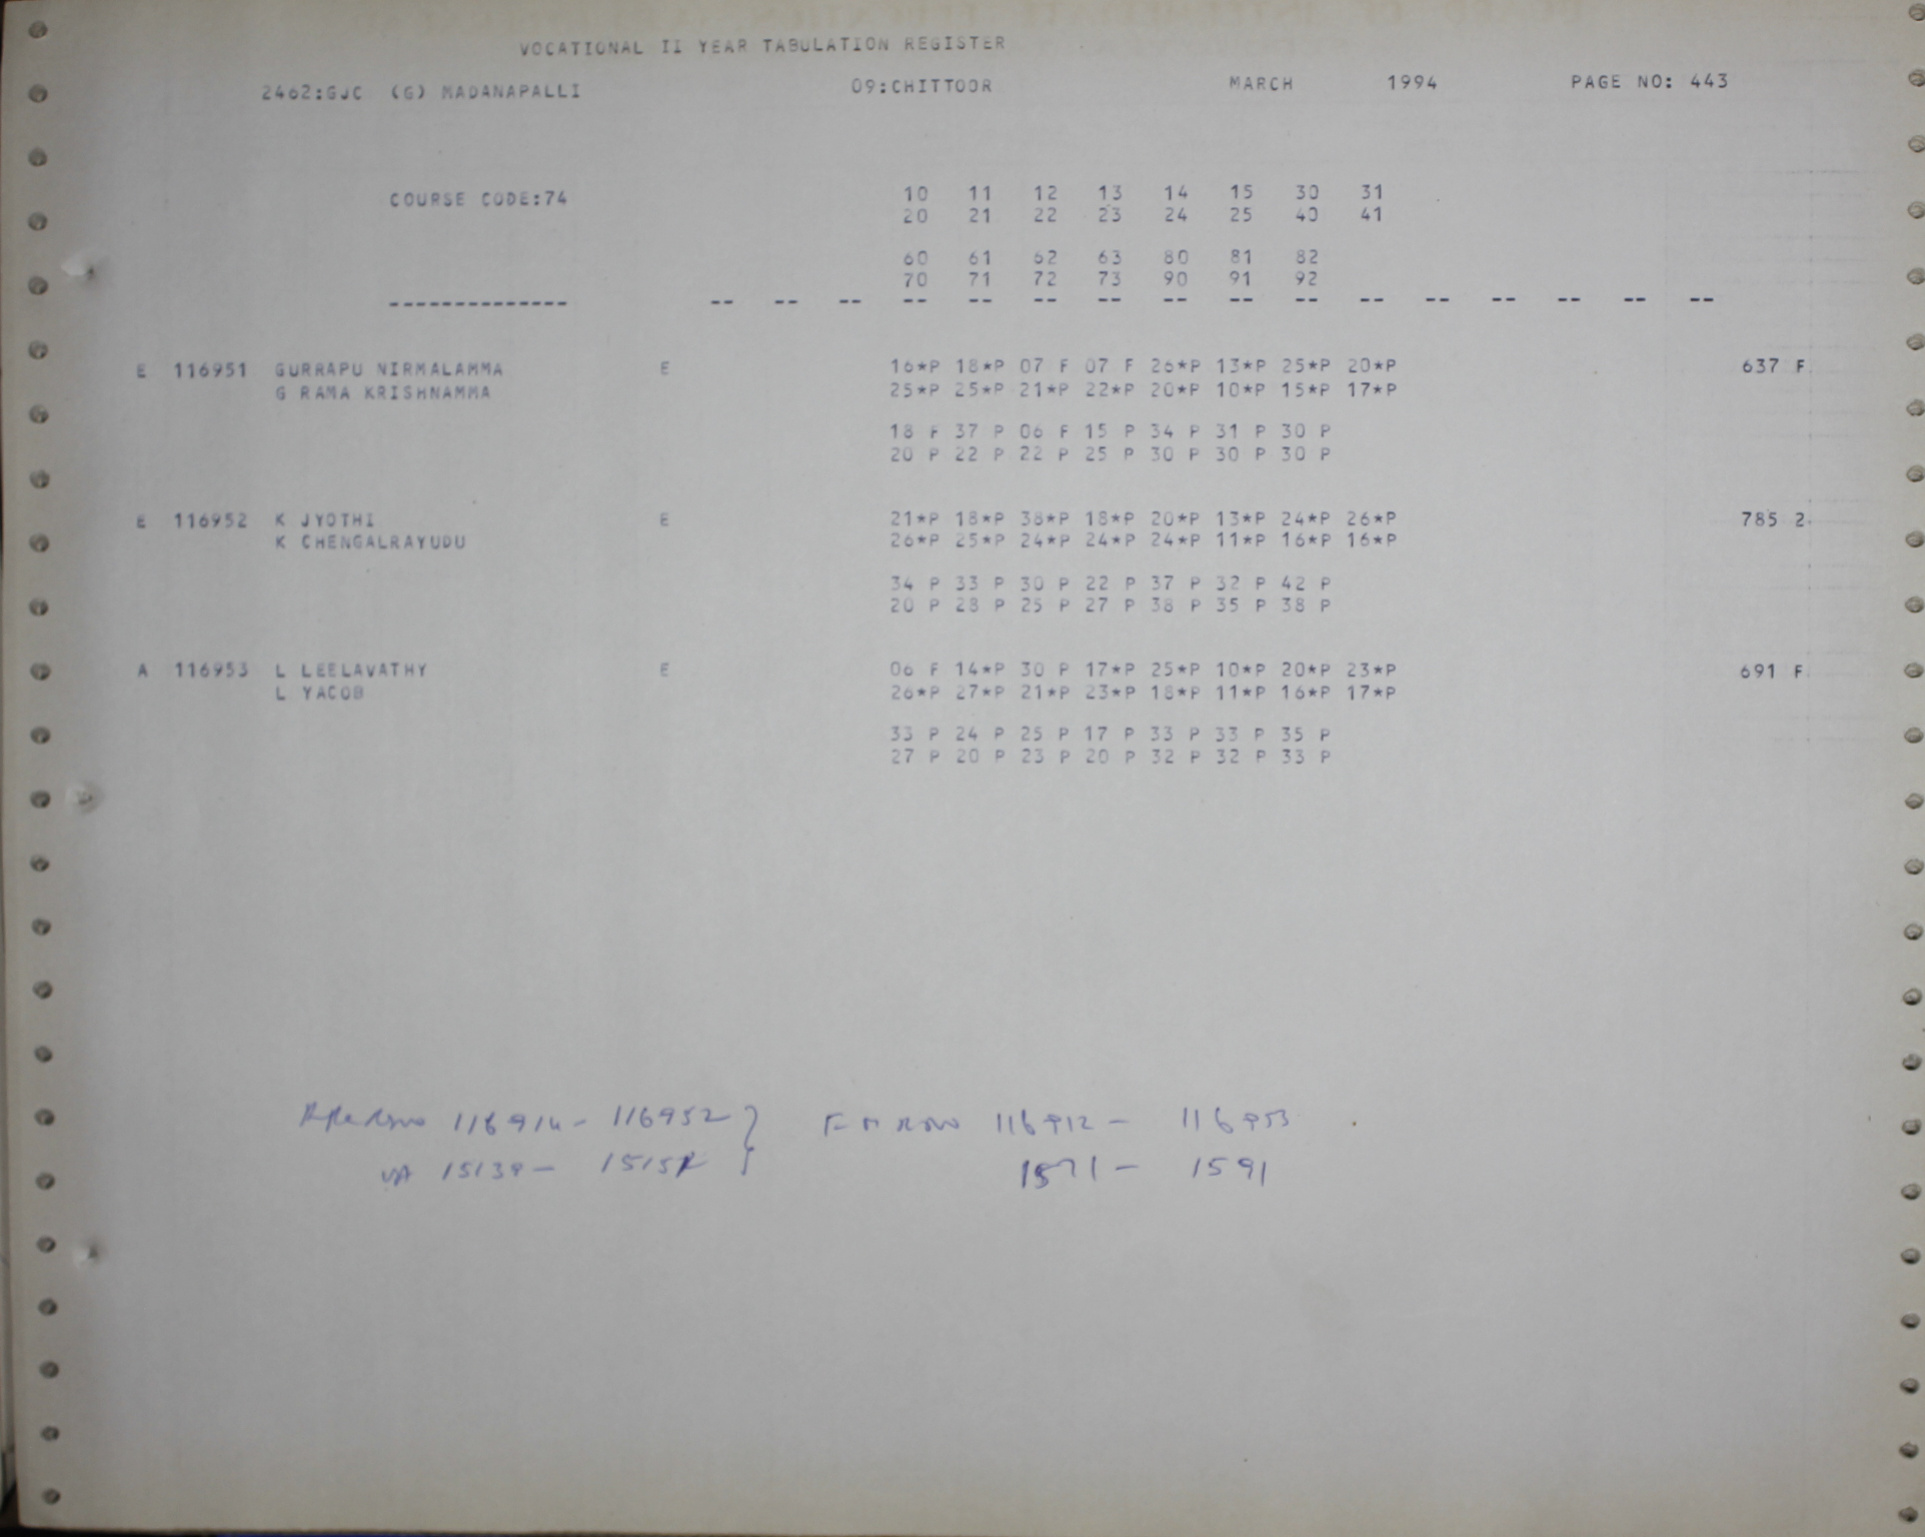 VOCATIONAL II YEAR TABULATION REGISTER
2462:GJC (G) MADANAPALLI 09:CHITTOOR MARCH 1994 PAGE NO: 443
COURSE CODE:74 10 11 12 13 14 15 30 31
20 21 22 23 24 25 40 41
60 61 62 63 80 81 82
70 71 72 73 90 91 92
-------------- -- -- -- -- -- -- -- -- -- -- -- -- -- -- -- --
E 116951 GURRAPU NIRMALAMMA E 16*P 18*P 07 F 07 F 26*P 13*P 25*P 20*P 637 F
G RAMA KRISHNAMMA 25*P 25*P 21*P 22*P 20*P 10*P 15*P 17*P
18 F 37 P 06 F 15 P 34 P 31 P 30 P
20 P 22 P 22 P 25 P 30 P 30 P 30 P
E 116952 K JYOTHI E 21*P 18*P 38*P 18*P 20*P 13*P 24*P 26*P 785 2
K CHENGALRAYUDU 26*P 25*P 24*P 24*P 24*P 11*P 16*P 16*P
34 P 33 P 30 P 22 P 37 P 32 P 42 P
20 P 28 P 25 P 27 P 38 P 35 P 38 P
A 116953 L LEELAVATHY E 06 F 14*P 30 P 17*P 25*P 10*P 20*P 23*P 691 F
L YACOB 26*P 27*P 21*P 23*P 18*P 11*P 16*P 17*P
33 P 24 P 25 P 17 P 33 P 33 P 35 P
27 P 20 P 23 P 20 P 32 P 32 P 33 P
116914 - 116952 } 116912 - 116953
15139 - 1571 - 1591